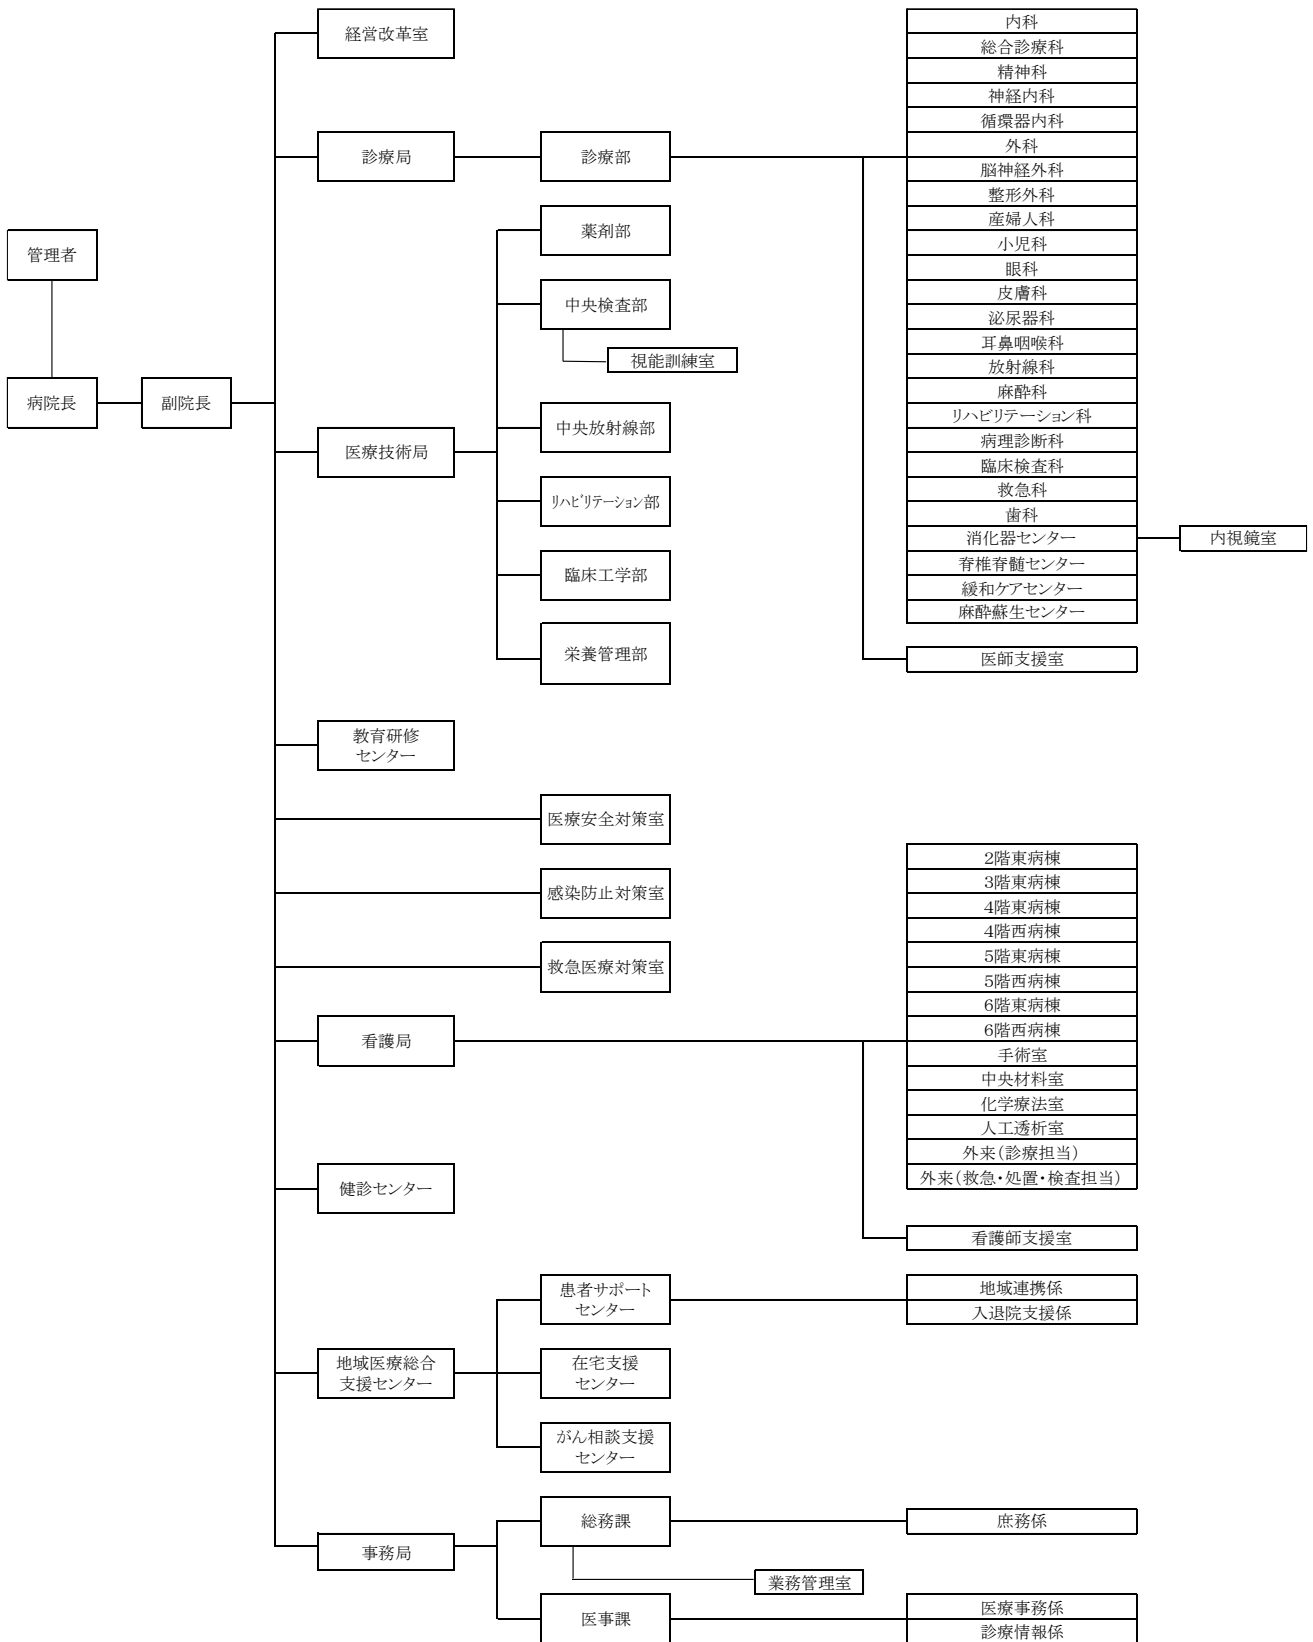 経営改革室
診療局
診療部
薬剤部
管理者
中央検査部
視能訓練室
病院長
副院長
中央放射線部
医療技術局
ﾘﾊﾋﾞﾘﾃｰｼｮﾝ部
臨床工学部
栄養管理部
内科
総合診療科
精神科
神経内科
循環器内科
外科
脳神経外科
整形外科
産婦人科
小児科
眼科
皮膚科
泌尿器科
耳鼻咽喉科
放射線科
麻酔科
リハビリテーション科
病理診断科
臨床検査科
救急科
歯科
消化器センター
内視鏡室
脊椎脊髄センター
緩和ケアセンター
麻酔蘇生センター
医師支援室
教育研修
センター
医療安全対策室
感染防止対策室
救急医療対策室
看護局
2階東病棟
3階東病棟
4階東病棟
4階西病棟
5階東病棟
5階西病棟
6階東病棟
6階西病棟
手術室
中央材料室
化学療法室
人工透析室
外来(診療担当)
外来(救急・処置・検査担当)
看護師支援室
健診センター
地域医療総合
支援センター
患者サポート
センター
地域連携係
入退院支援係
在宅支援
センター
がん相談支援
センター
事務局
総務課
庶務係
業務管理室
医事課
医療事務係
診療情報係